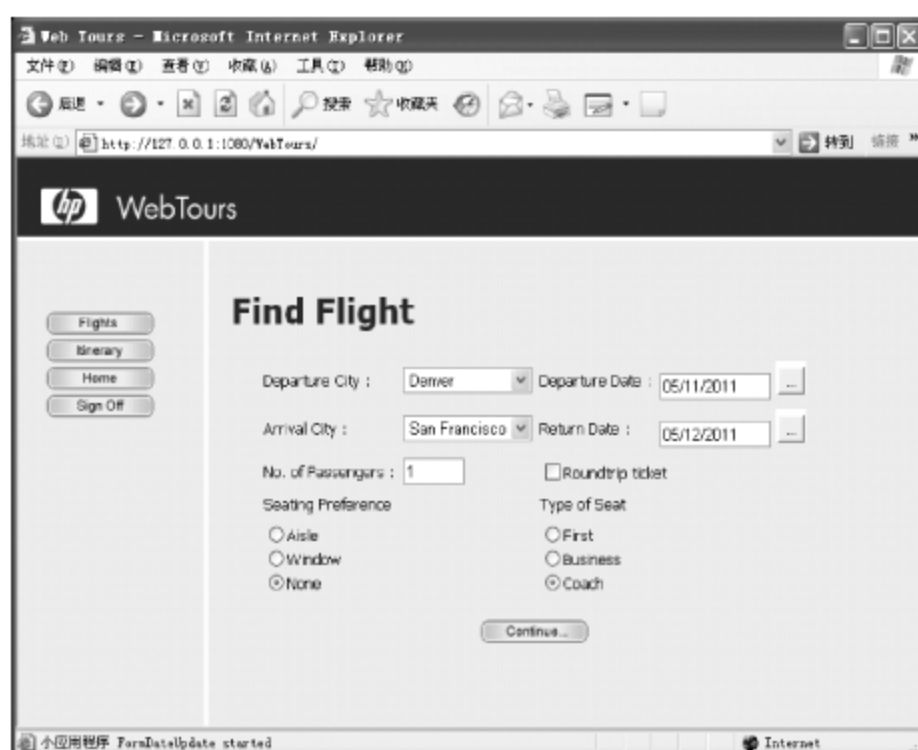 Web Tours - Microsoft Internet Explorer
文件(F) 编辑(E) 查看(V) 收藏(A) 工具(T) 帮助(H)
后退 搜索 收藏夹
地址(D) http://127.0.0.1:1080/WebTours/ 转到 链接 »
hp WebTours
Find Flight
Flights
Itinerary
Home
Sign Off
Departure City : Denver Departure Date : 05/11/2011 ...
Arrival City : San Francisco Return Date : 05/12/2011 ...
No. of Passengers : 1 Roundtrip ticket
Seating Preference Type of Seat
Aisle First
Window Business
None Coach
Continue...
小应用程序 FormDateUpdate started Internet